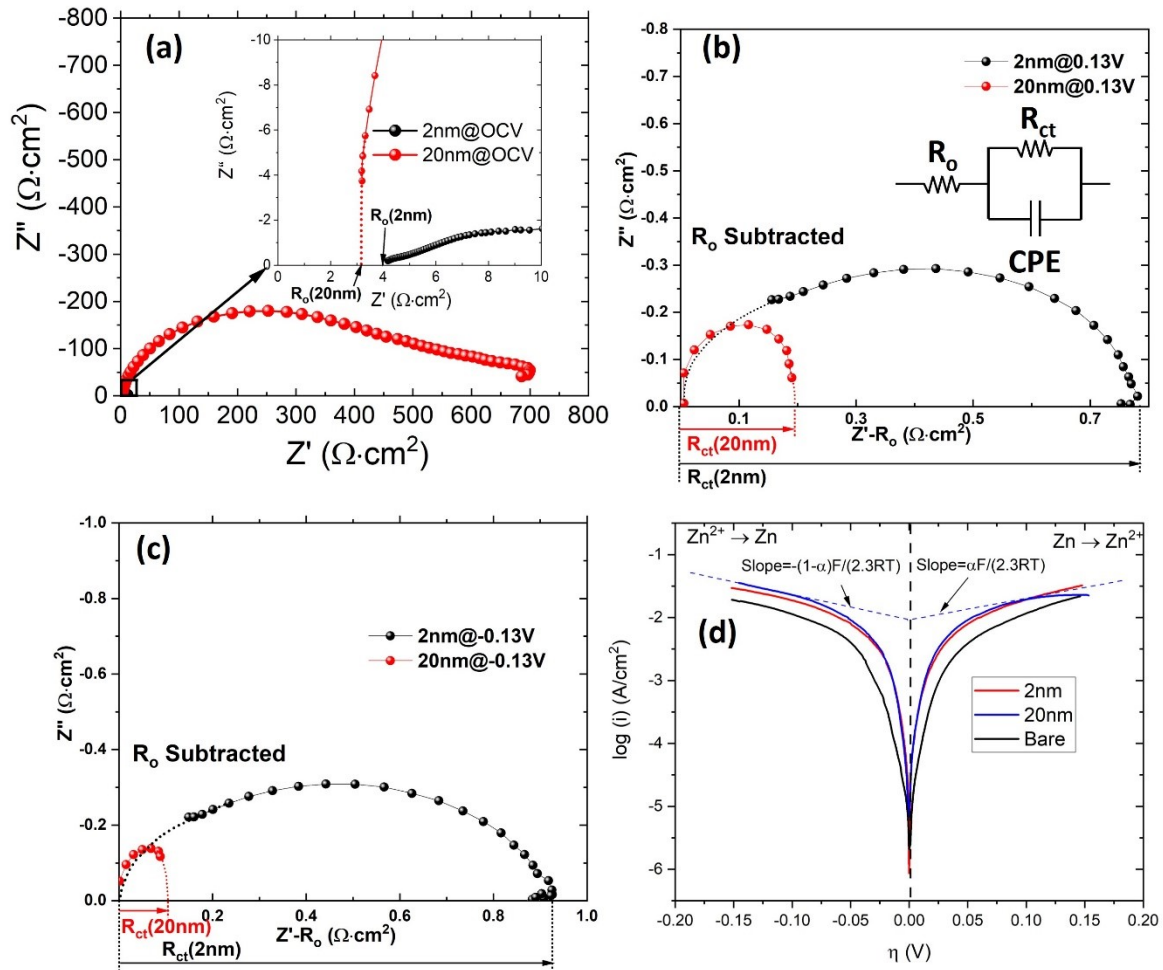 (a)
Z'' (Ω·cm²)
-800
-700
-600
-500
-400
-300
-200
-100
0
0 100 200 300 400 500 600 700 800
Z' (Ω·cm²)
Z'' (Ω·cm²)
-10
-8
-6
-4
-2
0
2nm@OCV
20nm@OCV
Ro(2nm)
0 2 4 6 8 10
Ro(20nm)
Z' (Ω·cm²)
(b)
Z'' (Ω·cm²)
-0.8
-0.7
-0.6
-0.5
-0.4
-0.3
-0.2
-0.1
0.0
2nm@0.13V
20nm@0.13V
Rct
Ro
CPE
Ro Subtracted
0.1 0.3 0.5 0.7
Z'-Ro (Ω·cm²)
Rct(20nm)
Rct(2nm)
(c)
Z'' (Ω·cm²)
-1.0
-0.8
-0.6
-0.4
-0.2
0.0
2nm@-0.13V
20nm@-0.13V
Ro Subtracted
0.2 0.4 0.6 0.8 1.0
Rct(20nm)
Z'-Ro (Ω·cm²)
Rct(2nm)
Zn²⁺ → Zn
Zn → Zn²⁺
Slope=-(1-α)F/(2.3RT)
Slope=αF/(2.3RT)
(d)
log (i) (A/cm²)
-1
-2
-3
-4
-5
-6
2nm
20nm
Bare
-0.20 -0.15 -0.10 -0.05 0.00 0.05 0.10 0.15 0.20
η (V)